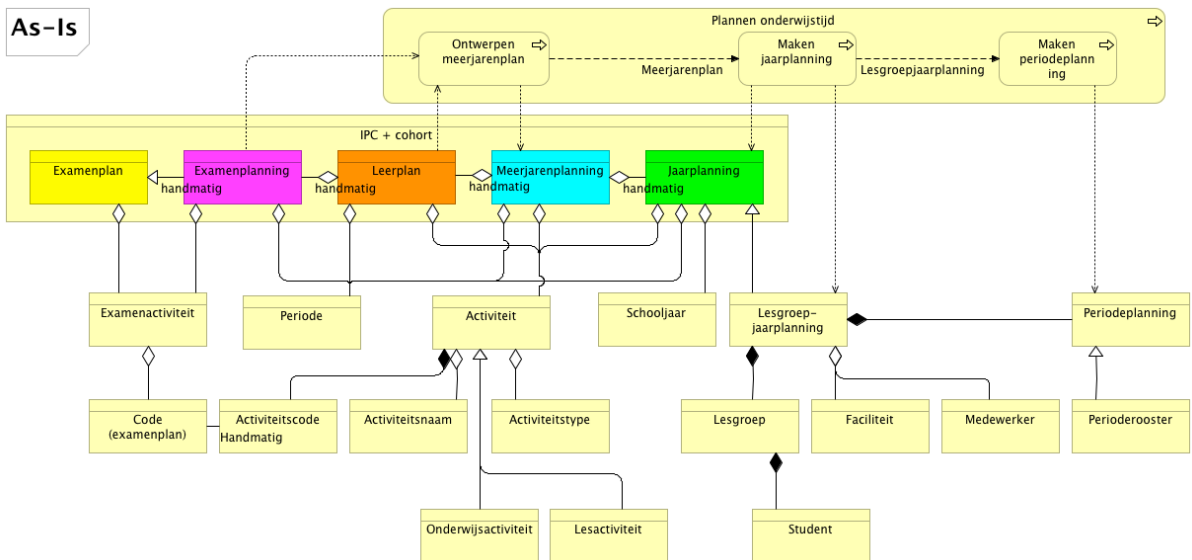 As-Is
Plannen onderwijstijd
Ontwerpen
meerjarenplan
Meerjarenplan
Maken
jaarplanning
Lesgroepjaarplanning
Maken
periodeplann
ing
IPC + cohort
Examenplan
handmatig
Examenplanning
handmatig
Leerplan
handmatig
Meerjarenplanning
handmatig
Jaarplanning
Examenactiviteit
Periode
Activiteit
Schooljaar
Lesgroep-
jaarplanning
Periodeplanning
Code
(examenplan)
Activiteitscode
Handmatig
Activiteitsnaam
Activiteitstype
Lesgroep
Faciliteit
Medewerker
Perioderooster
Onderwijsactiviteit
Lesactiviteit
Student